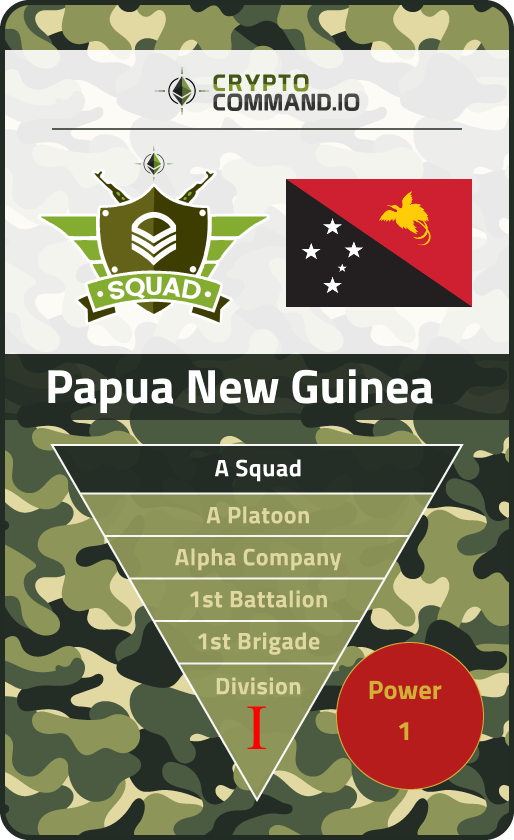 CRYPTO
COMMAND.IO
SQUAD
Papua New Guinea
A Squad
A Platoon
Alpha Company
1st Battalion
1st Brigade
Division
I
Power
1